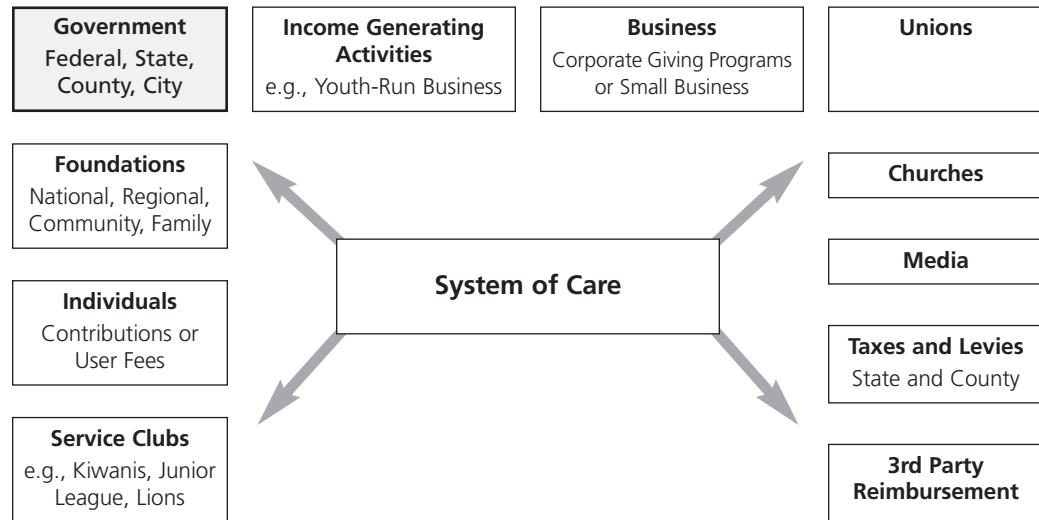 Government
Federal, State,
County, City
Income Generating
Activities
e.g., Youth-Run Business
Business
Corporate Giving Programs
or Small Business
Unions
Foundations
National, Regional,
Community, Family
Churches
System of Care
Media
Individuals
Contributions or
User Fees
Taxes and Levies
State and County
Service Clubs
e.g., Kiwanis, Junior
League, Lions
3rd Party
Reimbursement